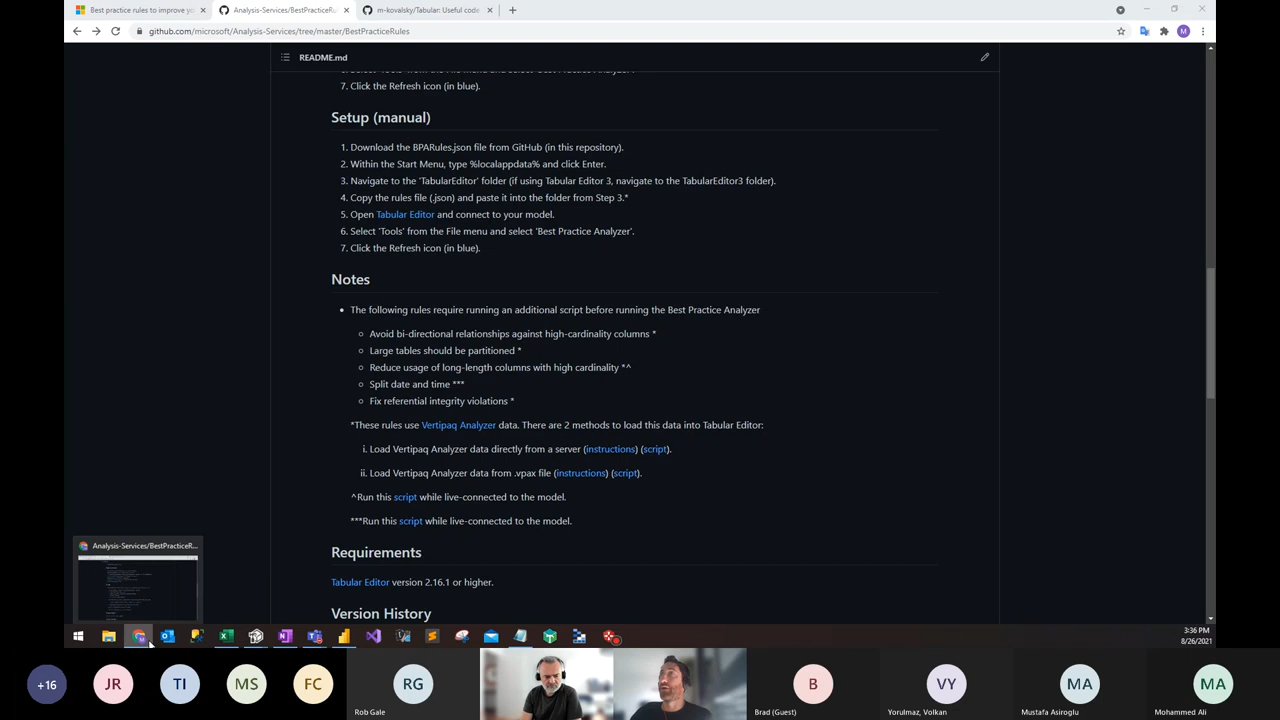 Best practice rules to improve yo
Analysis-Services/BestPracticeRu
m-kovalsky/Tabular: Useful code
github.com/microsoft/Analysis-Services/tree/master/BestPracticeRules
M
README.md
7. Click the Refresh icon (in blue).
Setup (manual)
1. Download the BPARules.json file from GitHub (in this repository).
2. Within the Start Menu, type %localappdata% and click Enter.
3. Navigate to the 'TabularEditor' folder (if using Tabular Editor 3, navigate to the TabularEditor3 folder).
4. Copy the rules file (.json) and paste it into the folder from Step 3.*
5. Open Tabular Editor and connect to your model.
6. Select 'Tools' from the File menu and select 'Best Practice Analyzer'.
7. Click the Refresh icon (in blue).
Notes
The following rules require running an additional script before running the Best Practice Analyzer
Avoid bi-directional relationships against high-cardinality columns *
Large tables should be partitioned *
Reduce usage of long-length columns with high cardinality *^
Split date and time ***
Fix referential integrity violations *
*These rules use Vertipaq Analyzer data. There are 2 methods to load this data into Tabular Editor:
i. Load Vertipaq Analyzer data directly from a server (instructions) (script).
ii. Load Vertipaq Analyzer data from .vpax file (instructions) (script).
^Run this script while live-connected to the model.
***Run this script while live-connected to the model.
Requirements
Tabular Editor version 2.16.1 or higher.
Version History
Analysis-Services/BestPracticeR...
3:36 PM
8/26/2021
+16
JR
TI
MS
FC
RG
Rob Gale
B
Brad (Guest)
VY
Yorulmaz, Volkan
MA
Mustafa Asiroglu
MA
Mohammed Ali